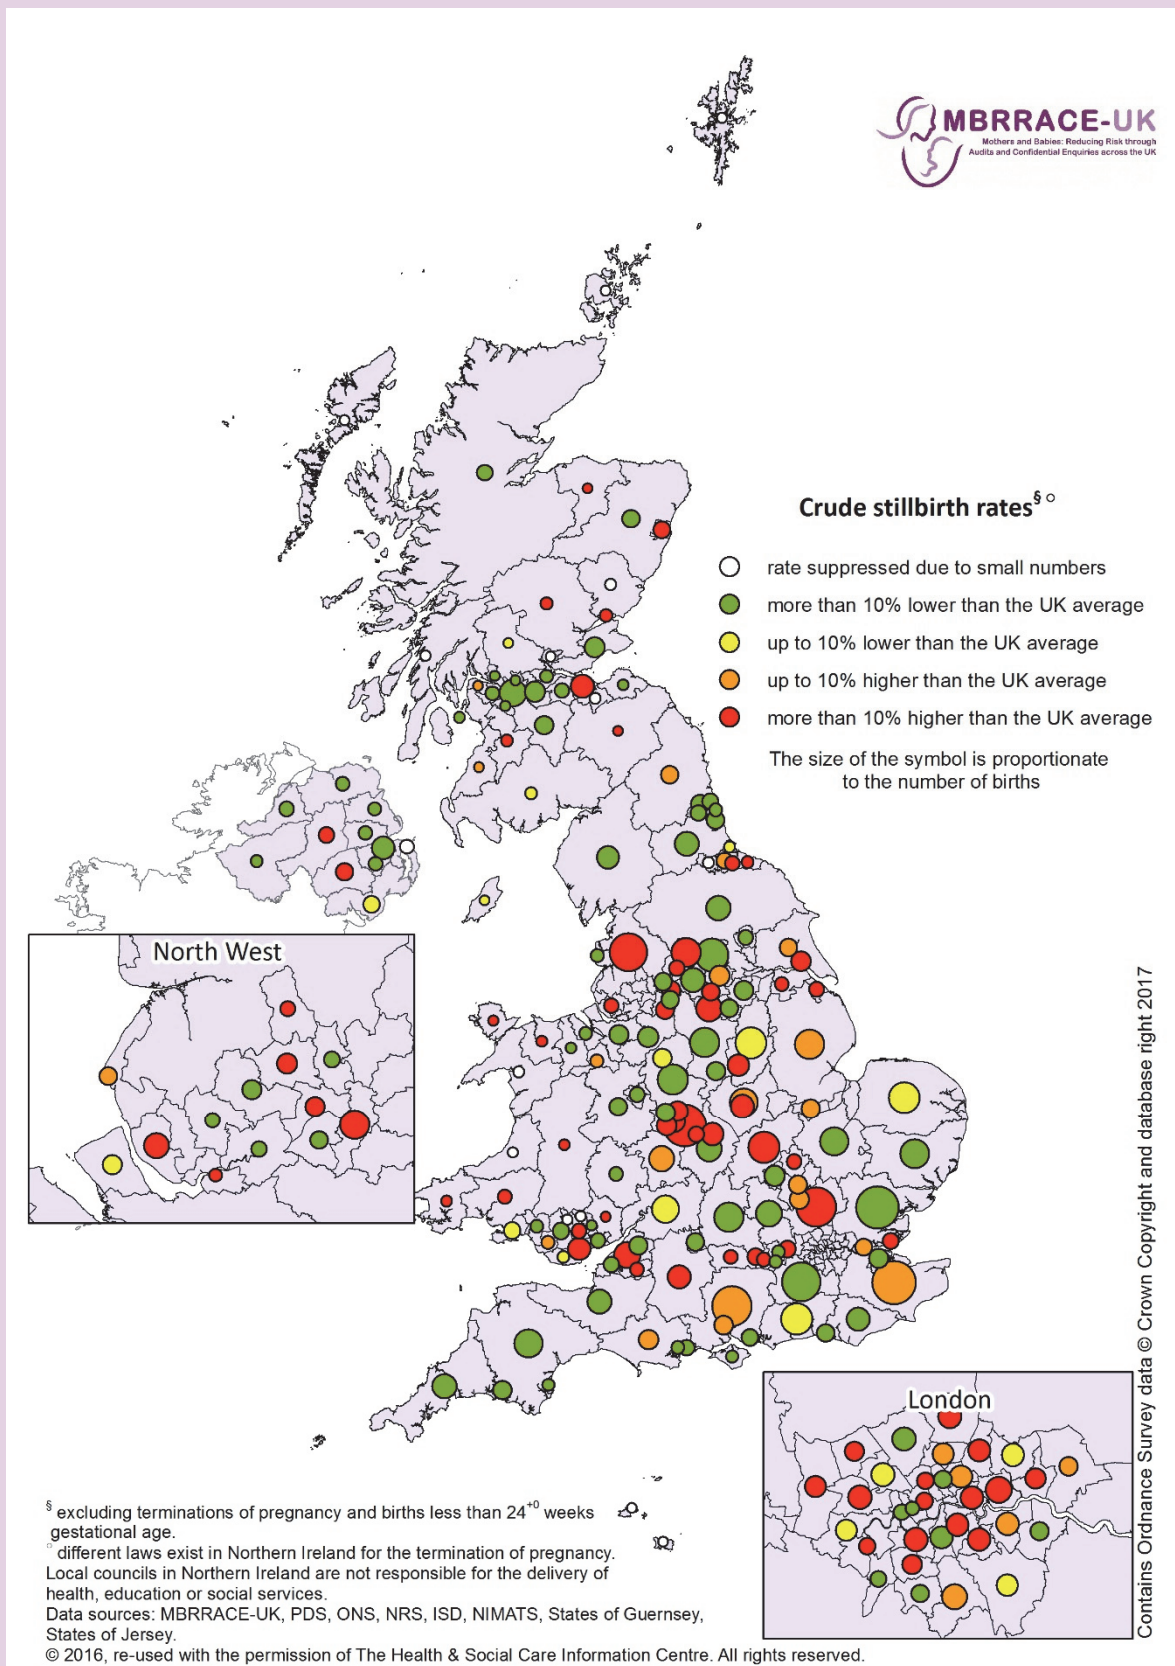 MBRRACE-UK
Mothers and Babies: Reducing Risk through
Audits and Confidential Enquiries across the UK
Crude stillbirth rates§ °
rate suppressed due to small numbers
more than 10% lower than the UK average
up to 10% lower than the UK average
up to 10% higher than the UK average
more than 10% higher than the UK average
The size of the symbol is proportionate
to the number of births
North West
London
§ excluding terminations of pregnancy and births less than 24+0 weeks
gestational age.
° different laws exist in Northern Ireland for the termination of pregnancy.
Local councils in Northern Ireland are not responsible for the delivery of
health, education or social services.
Data sources: MBRRACE-UK, PDS, ONS, NRS, ISD, NIMATS, States of Guernsey,
States of Jersey.
© 2016, re-used with the permission of The Health & Social Care Information Centre. All rights reserved.
Contains Ordnance Survey data © Crown Copyright and database right 2017